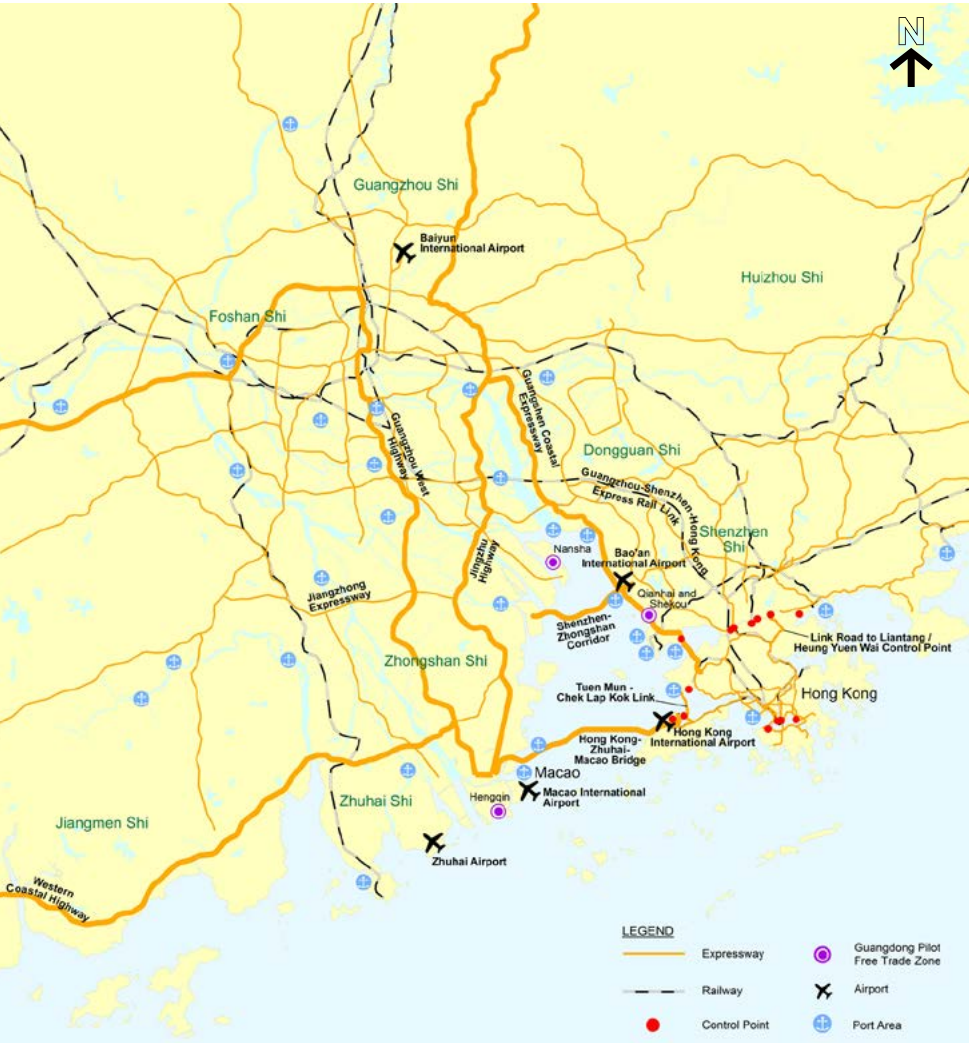 N
Guangzhou Shi
Baiyun
International Airport
Huizhou Shi
Foshan Shi
Guangshen Coastal
Expressway
Guangzhou West
Highway
Dongguan Shi
Guangzhou-Shenzhen-Hong Kong
Express Rail Link
Shenzhen
Shi
Jingzhu
Highway
Nansha
Bao'an
International Airport
Qianhai and
Shekou
Jiangzhong
Expressway
Shenzhen-
Zhongshan
Corridor
Link Road to Liantang /
Heung Yuen Wai Control Point
Zhongshan Shi
Tuen Mun -
Chek Lap Kok Link
Hong Kong
Hong Kong
International Airport
Hong Kong-
Zhuhai-
Macao Bridge
Macao
Hengqin
Macao International
Airport
Zhuhai Shi
Jiangmen Shi
Zhuhai Airport
Western
Coastal Highway
LEGEND
Expressway
Guangdong Pilot
Free Trade Zone
Railway
Airport
Control Point
Port Area